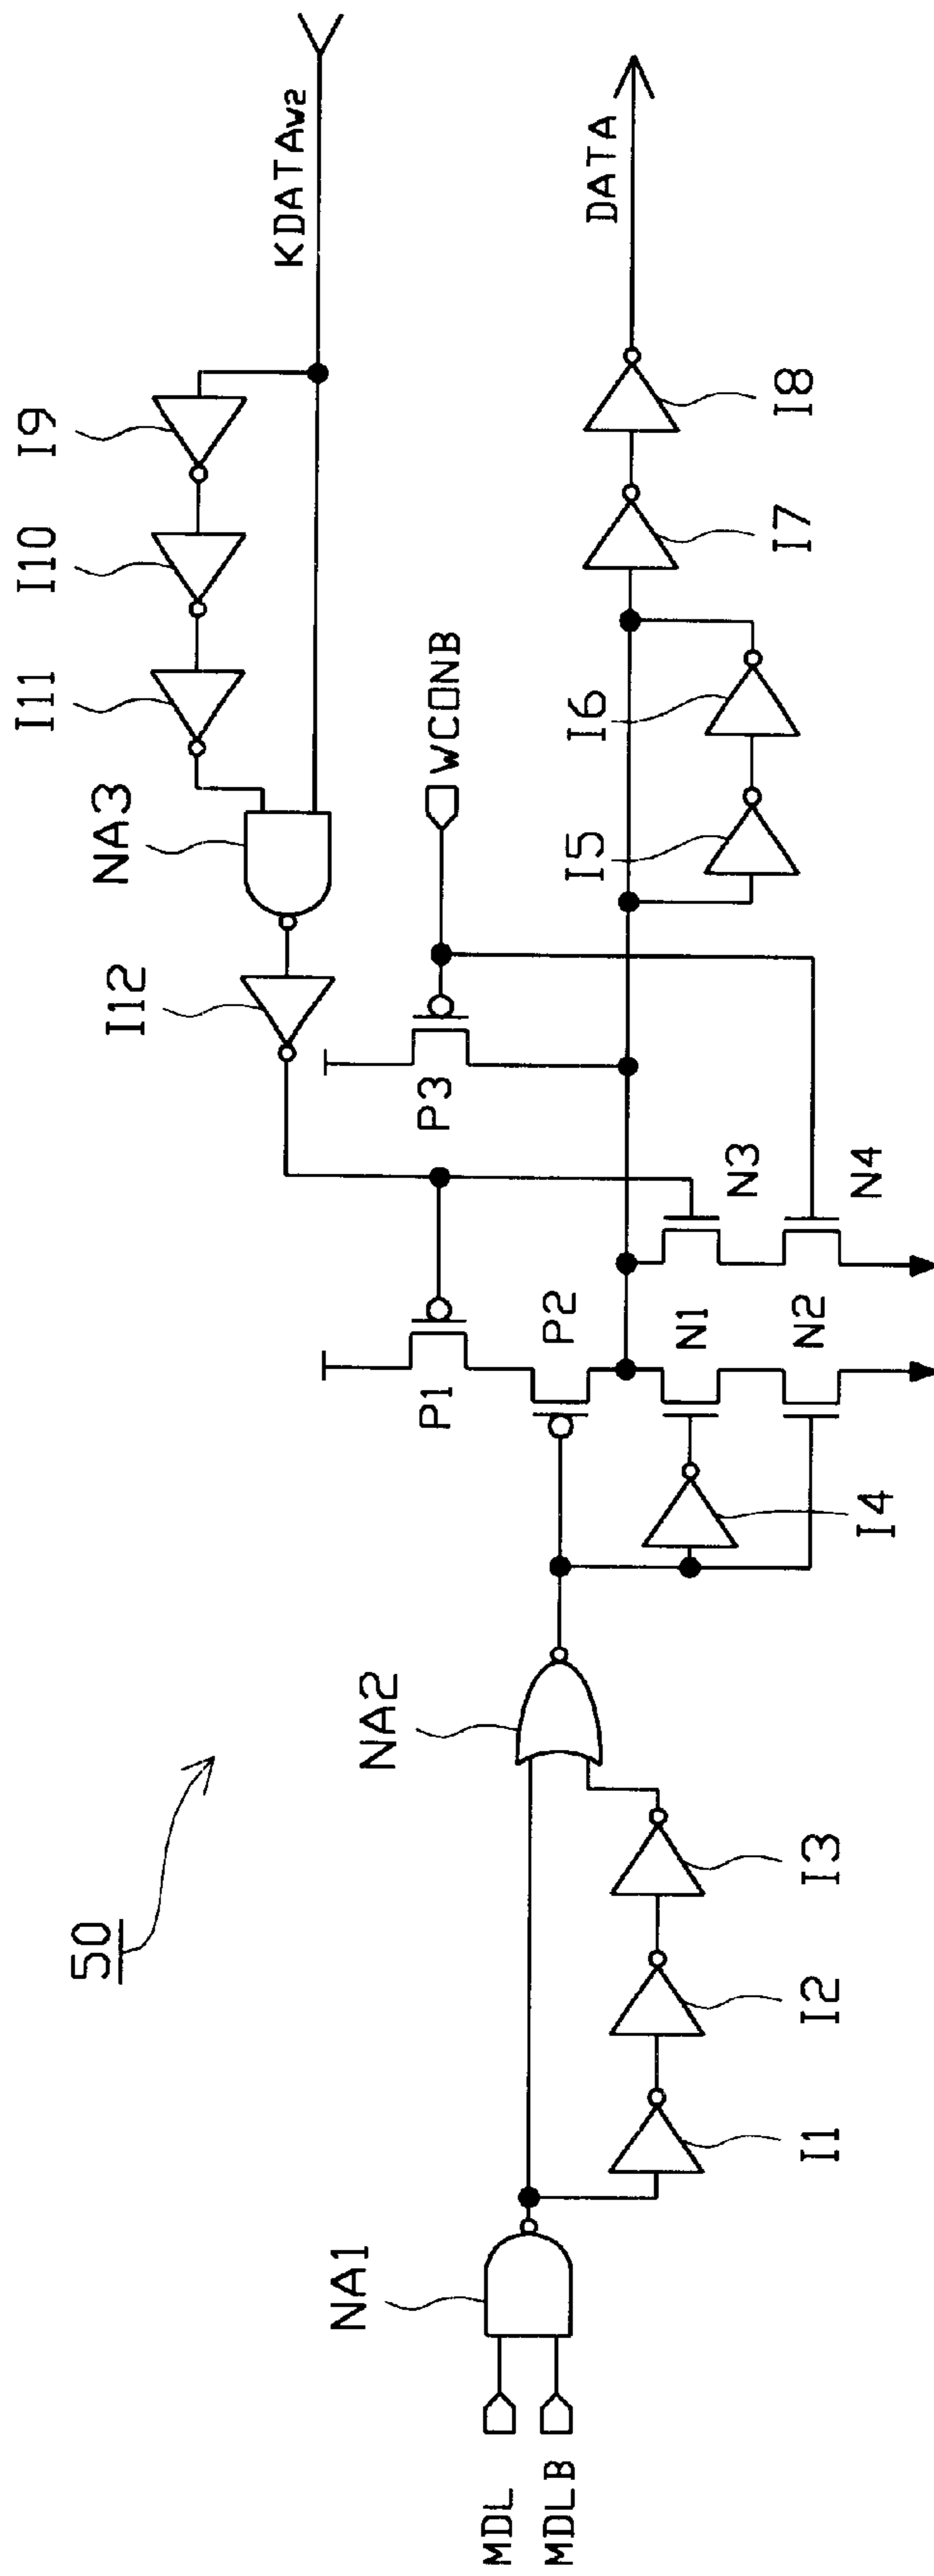 50
MDL
MDLB
NA1
I1
I2
I3
NA2
I4
P1
P2
N1
N2
P3
N3
N4
WCONB
I12
NA3
I11
I10
I9
KDATAW2
I5
I6
I7
I8
DATA